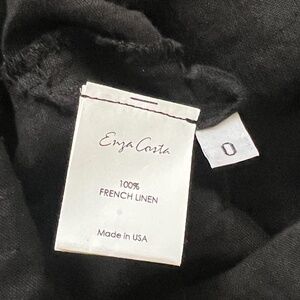 Enza Costa
100%
FRENCH LINEN
Made in USA
0